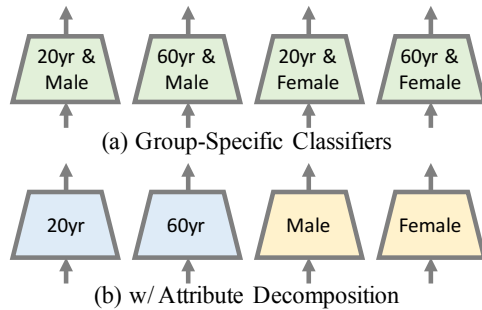 20yr & 60yr & 20yr & 60yr &
Male Male Female Female
(a) Group-Specific Classifiers
20yr 60yr Male Female
(b) w/ Attribute Decomposition